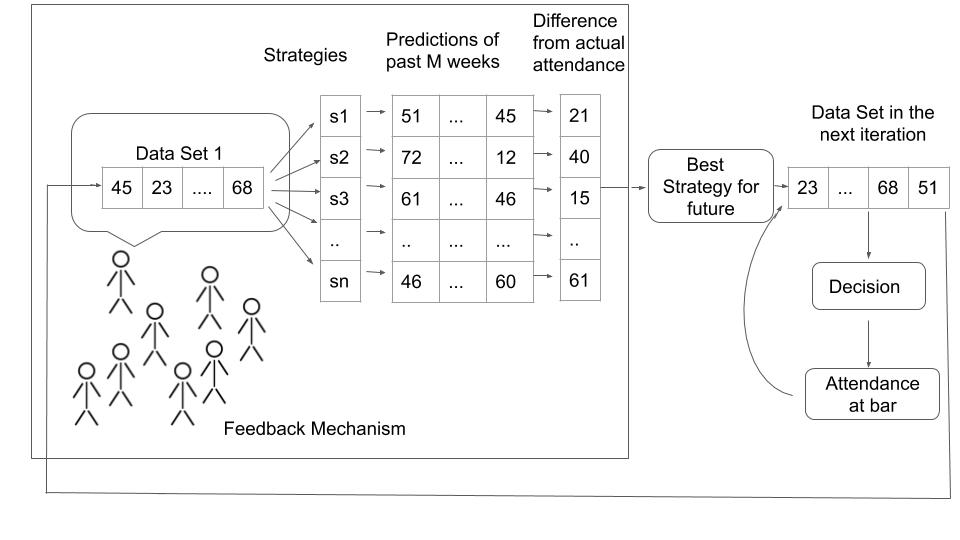 Difference
from actual
attendance
Predictions of
past M weeks
Strategies
Data Set in the
next iteration
Data Set 1
45 23 .... 68
s1 51 ... 45 21
s2 72 ... 12 40
s3 61 ... 46 15
.. .. ... ... ..
sn 46 ... 60 61
Best
Strategy for
future
23 ... 68 51
Decision
Attendance
at bar
Feedback Mechanism